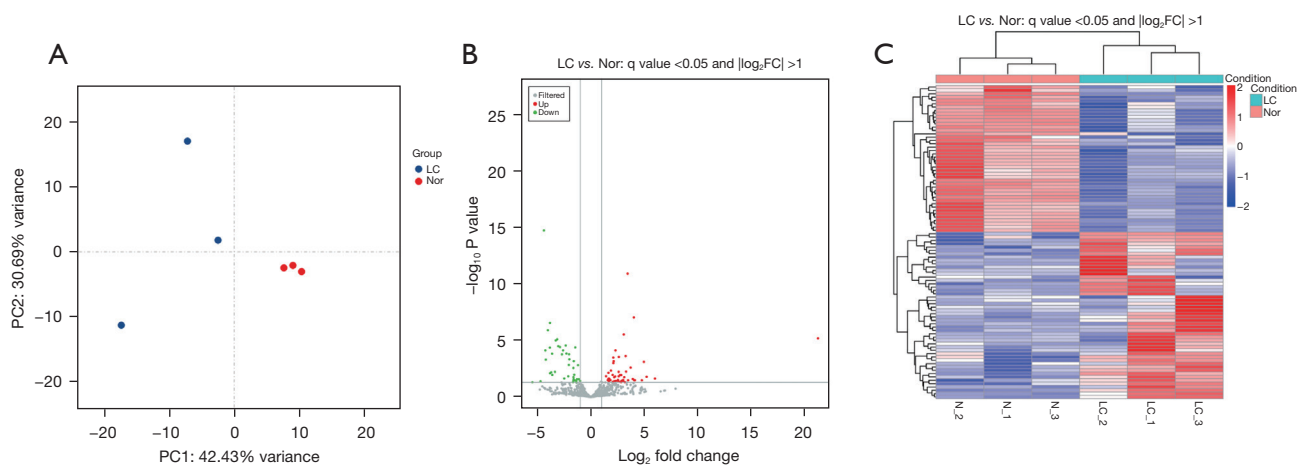 A
20
10
0
−10
−20
PC2: 30.69% variance
−20
−10
0
10
20
PC1: 42.43% variance
Group
LC
Nor
B
LC vs. Nor: q value <0.05 and |log₂FC| >1
Filtered
Up
Down
25
20
15
10
5
0
−log₁₀ P value
−5
0
5
10
15
20
Log₂ fold change
C
LC vs. Nor: q value <0.05 and |log₂FC| >1
Condition
2
1
0
−1
−2
Condition
LC
Nor
N_2
N_1
N_3
LC_2
LC_1
LC_3